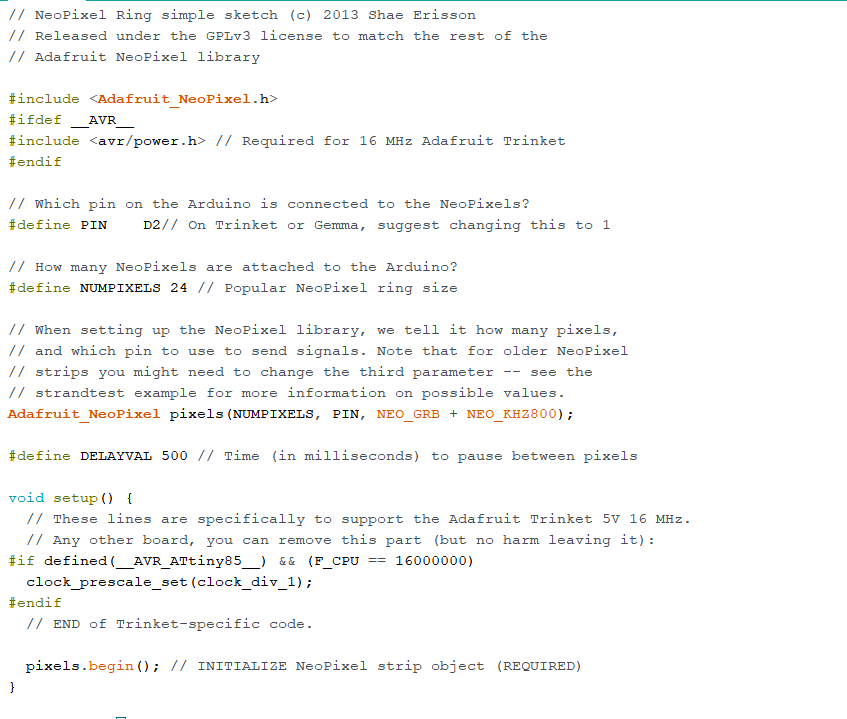 // NeoPixel Ring simple sketch (c) 2013 Shae Erisson
// Released under the GPLv3 license to match the rest of the
// Adafruit NeoPixel library
#include <Adafruit_NeoPixel.h>
#ifdef __AVR__
#include <avr/power.h> // Required for 16 MHz Adafruit Trinket
#endif
// Which pin on the Arduino is connected to the NeoPixels?
#define PIN    D2// On Trinket or Gemma, suggest changing this to 1
// How many NeoPixels are attached to the Arduino?
#define NUMPIXELS 24 // Popular NeoPixel ring size
// When setting up the NeoPixel library, we tell it how many pixels,
// and which pin to use to send signals. Note that for older NeoPixel
// strips you might need to change the third parameter -- see the
// strandtest example for more information on possible values.
Adafruit_NeoPixel pixels(NUMPIXELS, PIN, NEO_GRB + NEO_KHZ800);
#define DELAYVAL 500 // Time (in milliseconds) to pause between pixels
void setup() {
  // These lines are specifically to support the Adafruit Trinket 5V 16 MHz.
  // Any other board, you can remove this part (but no harm leaving it):
#if defined(__AVR_ATtiny85__) && (F_CPU == 16000000)
  clock_prescale_set(clock_div_1);
#endif
  // END of Trinket-specific code.
  pixels.begin(); // INITIALIZE NeoPixel strip object (REQUIRED)
}